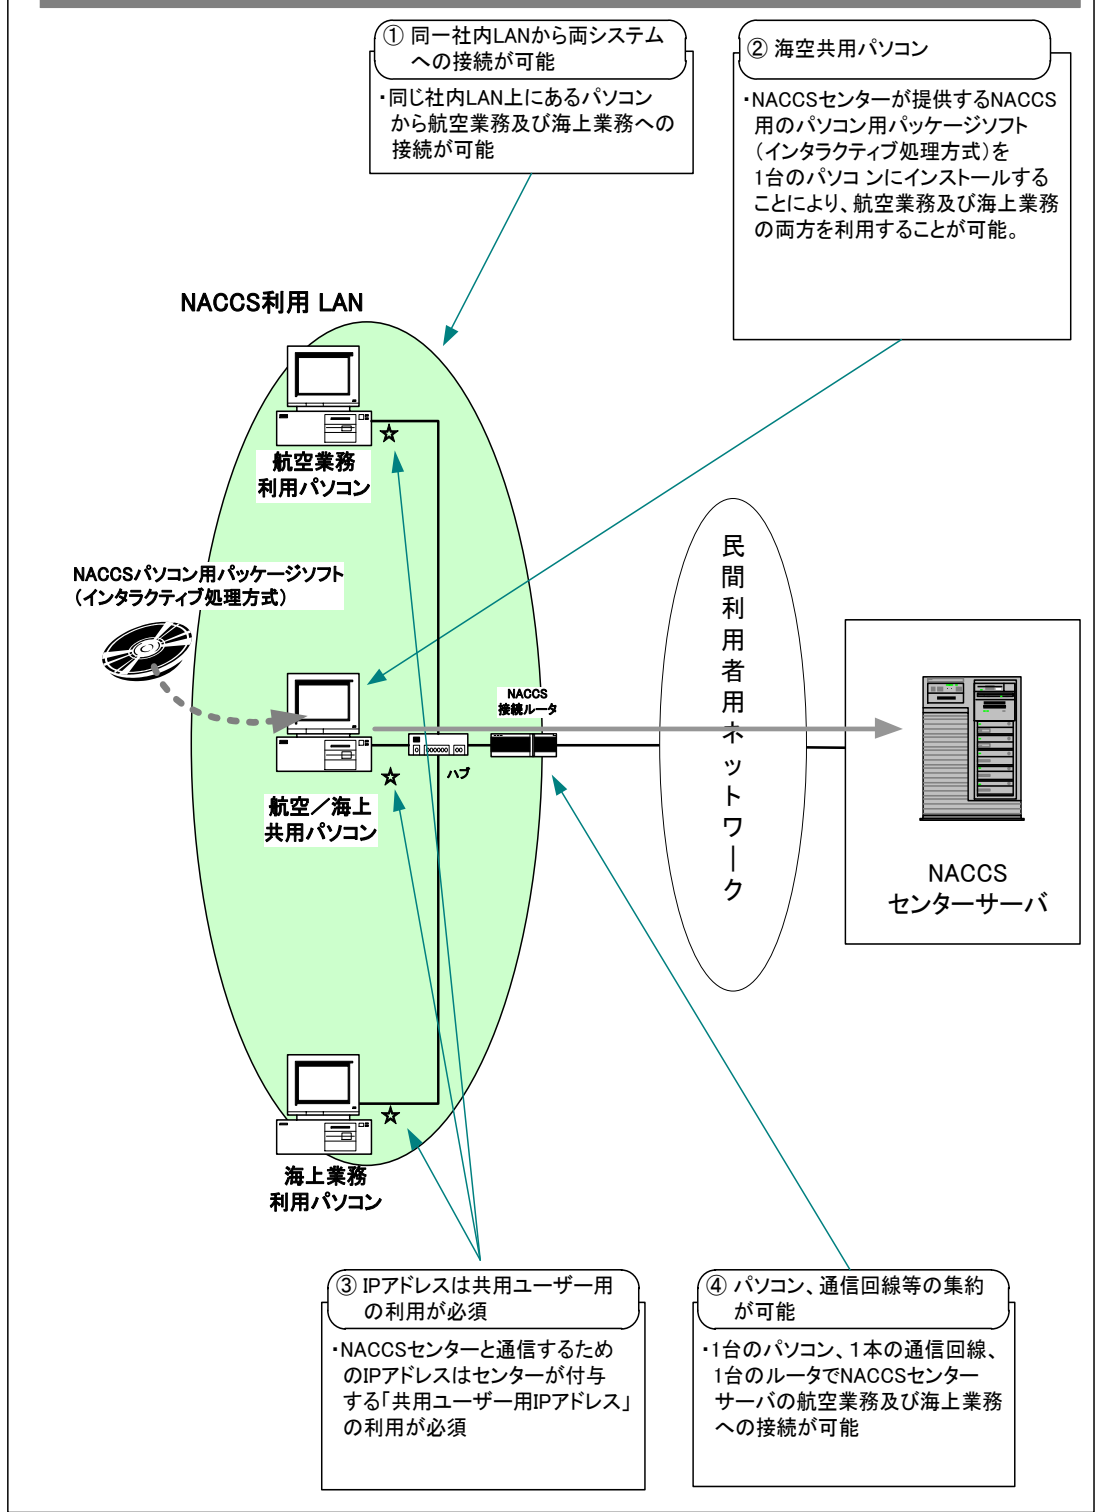 ① 同一社内LANから両システム
への接続が可能
・同じ社内LAN上にあるパソコン
から航空業務及び海上業務への
接続が可能
② 海空共用パソコン
・NACCSセンターが提供するNACCS
用のパソコン用パッケージソフト
（インタラクティブ処理方式）を
1台のパソコンにインストールする
ことにより、航空業務及び海上業務
の両方を利用することが可能。
NACCS利用 LAN
航空業務
利用パソコン
NACCSパソコン用パッケージソフト
（インタラクティブ処理方式）
NACCS
接続ルータ
ハブ
航空／海上
共用パソコン
民間利用者用ネットワーク
NACCS
センターサーバ
海上業務
利用パソコン
③ IPアドレスは共用ユーザー用
の利用が必須
・NACCSセンターと通信するため
のIPアドレスはセンターが付与
する「共用ユーザー用IPアドレス」
の利用が必須
④ パソコン、通信回線等の集約
が可能
・1台のパソコン、1本の通信回線、
1台のルータでNACCSセンター
サーバの航空業務及び海上業務
への接続が可能